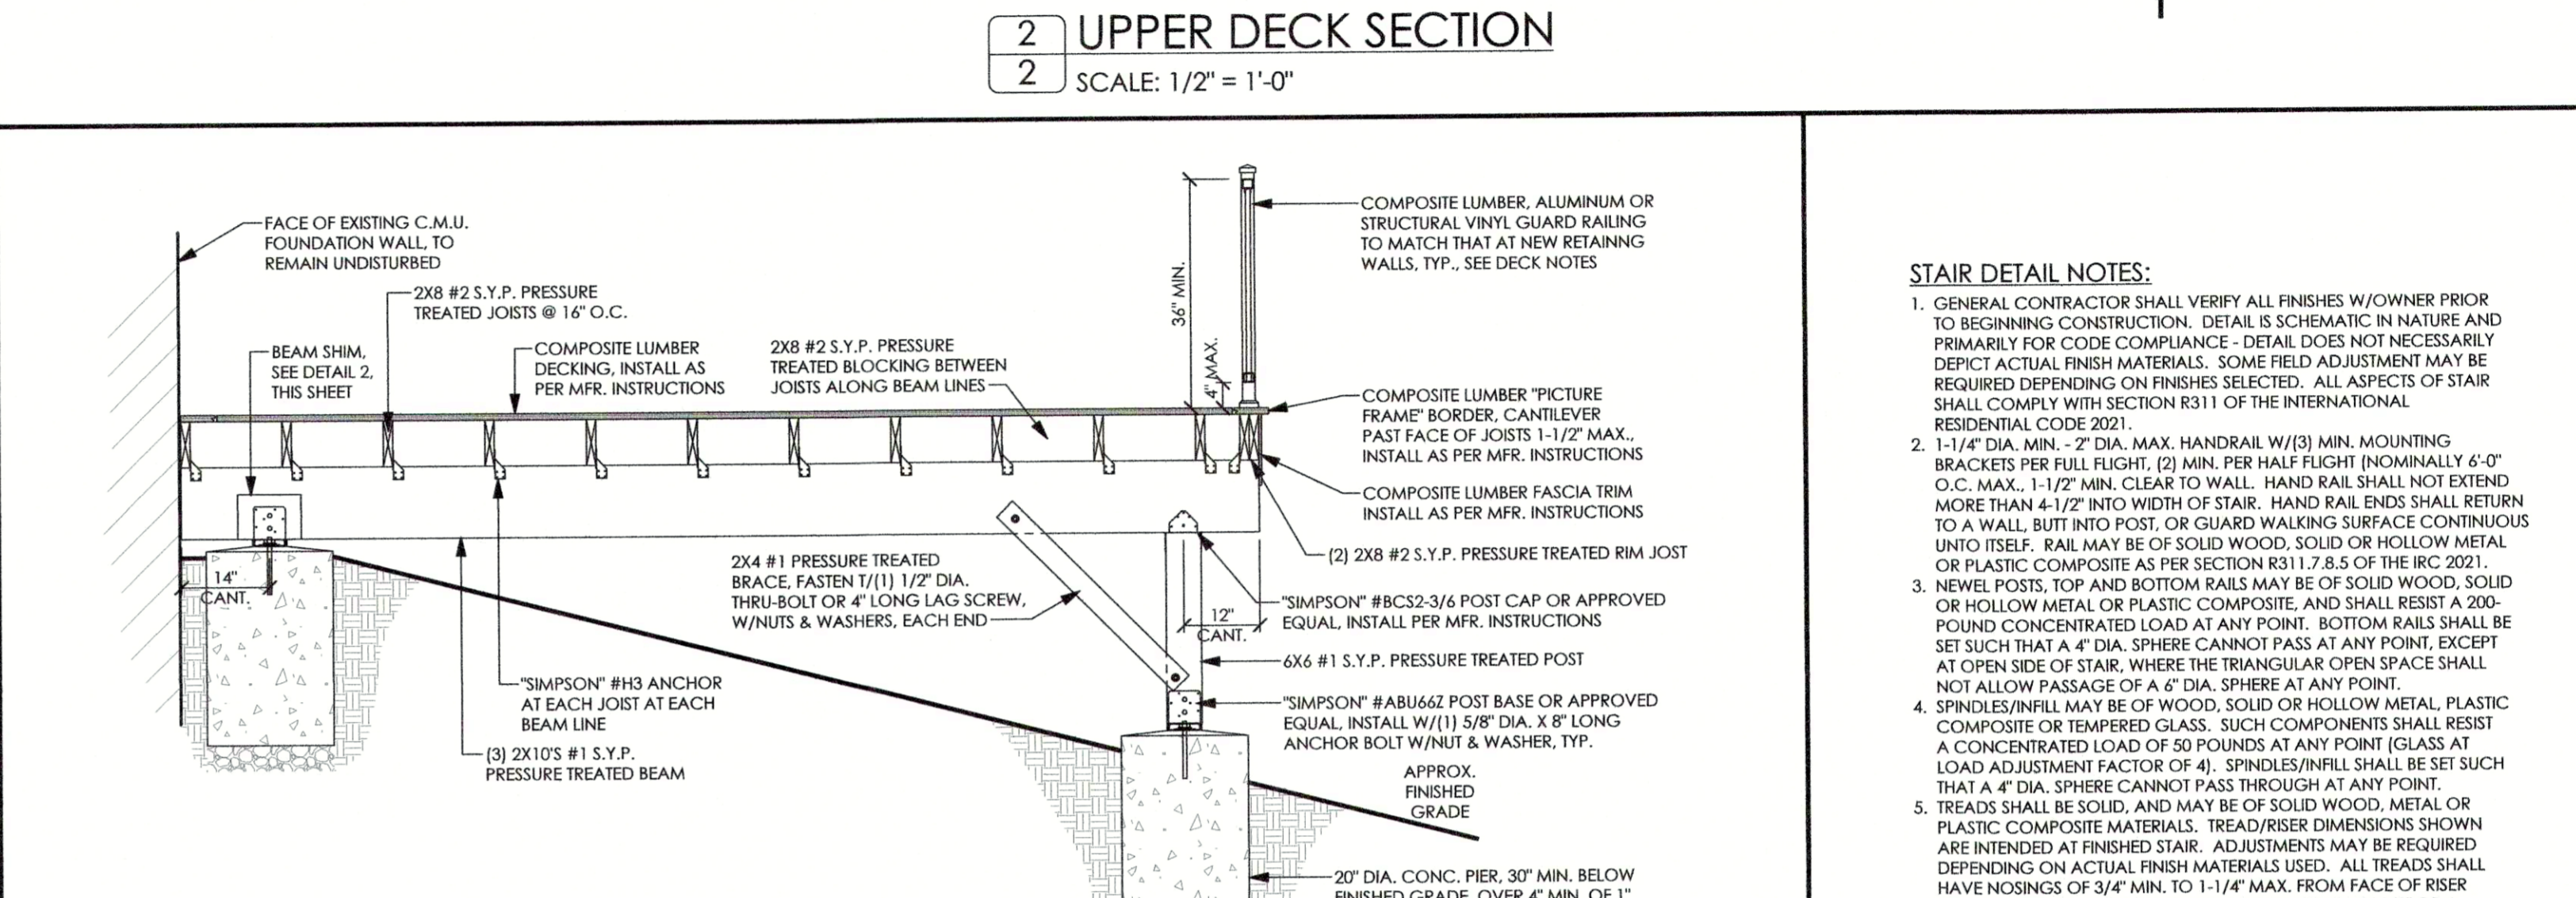 2
2
UPPER DECK SECTION
SCALE: 1/2" = 1'-0"
FACE OF EXISTING C.M.U.
FOUNDATION WALL, TO
REMAIN UNDISTURBED
2X8 #2 S.Y.P. PRESSURE
TREATED JOISTS @ 16" O.C.
BEAM SHIM,
SEE DETAIL 2,
THIS SHEET
COMPOSITE LUMBER
DECKING, INSTALL AS
PER MFR. INSTRUCTIONS
2X8 #2 S.Y.P. PRESSURE
TREATED BLOCKING BETWEEN
JOISTS ALONG BEAM LINES
36" MIN.
4" MAX.
COMPOSITE LUMBER, ALUMINUM OR
STRUCTURAL VINYL GUARD RAILING
TO MATCH THAT AT NEW RETAINNG
WALLS, TYP., SEE DECK NOTES
COMPOSITE LUMBER "PICTURE
FRAME" BORDER, CANTILEVER
PAST FACE OF JOISTS 1-1/2" MAX.,
INSTALL AS PER MFR. INSTRUCTIONS
COMPOSITE LUMBER FASCIA TRIM
INSTALL AS PER MFR. INSTRUCTIONS
(2) 2X8 #2 S.Y.P. PRESSURE TREATED RIM JOST
14"
CANT.
2X4 #1 PRESSURE TREATED
BRACE, FASTEN T/(1) 1/2" DIA.
THRU-BOLT OR 4" LONG LAG SCREW,
W/NUTS & WASHERS, EACH END
12"
CANT.
"SIMPSON" #BCS2-3/6 POST CAP OR APPROVED
EQUAL, INSTALL PER MFR. INSTRUCTIONS
6X6 #1 S.Y.P. PRESSURE TREATED POST
"SIMPSON" #ABU66Z POST BASE OR APPROVED
EQUAL, INSTALL W/(1) 5/8" DIA. X 8" LONG
ANCHOR BOLT W/NUT & WASHER, TYP.
"SIMPSON" #H3 ANCHOR
AT EACH JOIST AT EACH
BEAM LINE
(3) 2X10'S #1 S.Y.P.
PRESSURE TREATED BEAM
APPROX.
FINISHED
GRADE
20" DIA. CONC. PIER, 30" MIN. BELOW
FINISHED GRADE, OVER 4" MIN. OF 1"
STAIR DETAIL NOTES:
1. GENERAL CONTRACTOR SHALL VERIFY ALL FINISHES W/OWNER PRIOR
TO BEGINNING CONSTRUCTION. DETAIL IS SCHEMATIC IN NATURE AND
PRIMARILY FOR CODE COMPLIANCE - DETAIL DOES NOT NECESSARILY
DEPICT ACTUAL FINISH MATERIALS. SOME FIELD ADJUSTMENT MAY BE
REQUIRED DEPENDING ON FINISHES SELECTED. ALL ASPECTS OF STAIR
SHALL COMPLY WITH SECTION R311 OF THE INTERNATIONAL
RESIDENTIAL CODE 2021.
2. 1-1/4" DIA. MIN. - 2" DIA. MAX. HANDRAIL W/(3) MIN. MOUNTING
BRACKETS PER FULL FLIGHT, (2) MIN. PER HALF FLIGHT (NOMINALLY 6'-0"
O.C. MAX., 1-1/2" MIN. CLEAR TO WALL. HAND RAIL SHALL NOT EXTEND
MORE THAN 4-1/2" INTO WIDTH OF STAIR. HAND RAIL ENDS SHALL RETURN
TO A WALL, BUTT INTO POST, OR GUARD WALKING SURFACE CONTINUOUS
UNTO ITSELF. RAIL MAY BE OF SOLID WOOD, SOLID OR HOLLOW METAL
OR PLASTIC COMPOSITE AS PER SECTION R311.7.8.5 OF THE IRC 2021.
3. NEWEL POSTS, TOP AND BOTTOM RAILS MAY BE OF SOLID WOOD, SOLID
OR HOLLOW METAL OR PLASTIC COMPOSITE, AND SHALL RESIST A 200-
POUND CONCENTRATED LOAD AT ANY POINT. BOTTOM RAILS SHALL BE
SET SUCH THAT A 4" DIA. SPHERE CANNOT PASS AT ANY POINT, EXCEPT
AT OPEN SIDE OF STAIR, WHERE THE TRIANGULAR OPEN SPACE SHALL
NOT ALLOW PASSAGE OF A 6" DIA. SPHERE AT ANY POINT.
4. SPINDLES/INFILL MAY BE OF WOOD, SOLID OR HOLLOW METAL, PLASTIC
COMPOSITE OR TEMPERED GLASS. SUCH COMPONENTS SHALL RESIST
A CONCENTRATED LOAD OF 50 POUNDS AT ANY POINT (GLASS AT
LOAD ADJUSTMENT FACTOR OF 4). SPINDLES/INFILL SHALL BE SET SUCH
THAT A 4" DIA. SPHERE CANNOT PASS THROUGH AT ANY POINT.
5. TREADS SHALL BE SOLID, AND MAY BE OF SOLID WOOD, METAL OR
PLASTIC COMPOSITE MATERIALS. TREAD/RISER DIMENSIONS SHOWN
ARE INTENDED AT FINISHED STAIR. ADJUSTMENTS MAY BE REQUIRED
DEPENDING ON ACTUAL FINISH MATERIALS USED. ALL TREADS SHALL
HAVE NOSINGS OF 3/4" MIN. TO 1-1/4" MAX. FROM FACE OF RISER